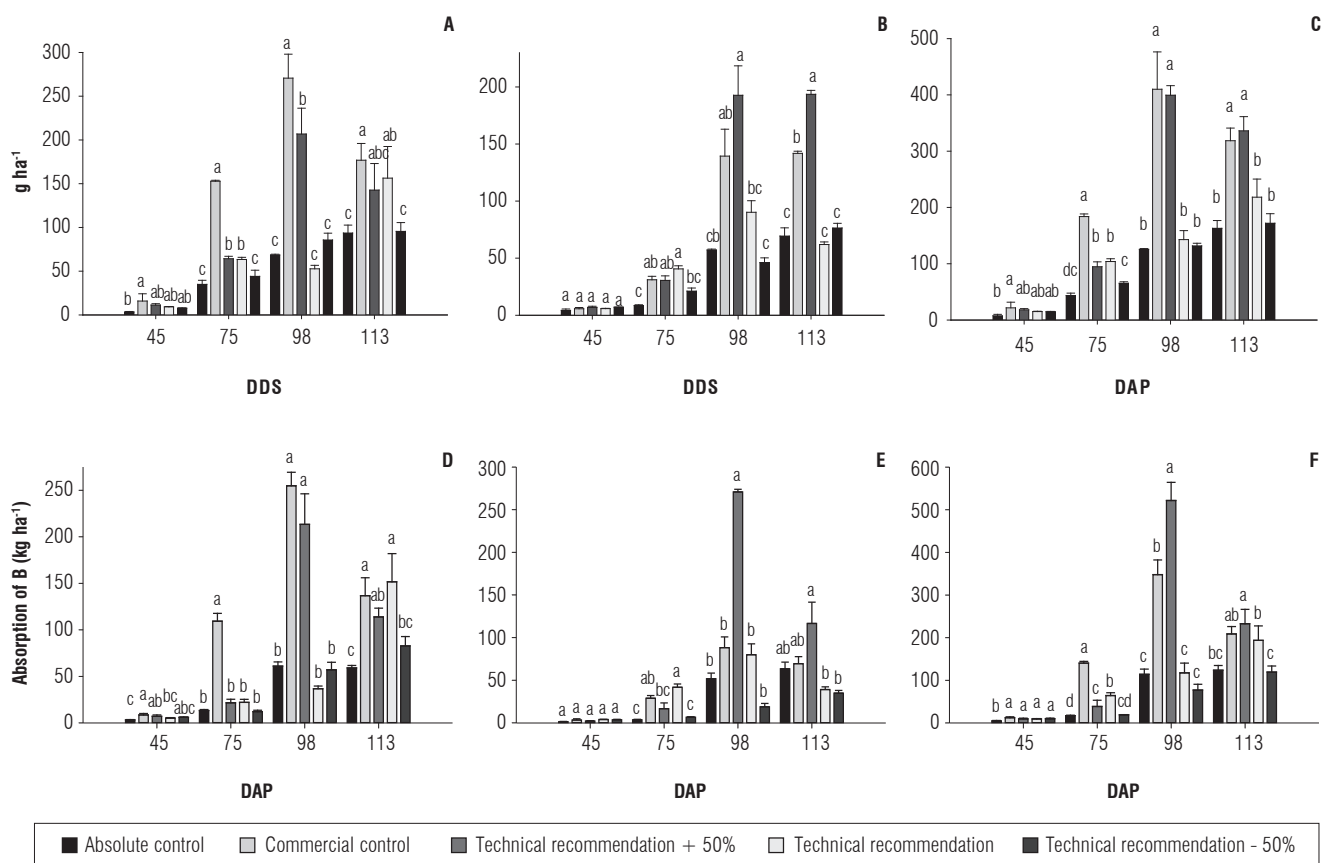 A
g ha-1
300
250
200
150
100
50
0
b a ab ab ab
c a b b c
c a b c c
c a abc ab c
45 75 98 113
DDS
B
200
150
100
50
0
a a a a a
c ab ab a bc
cb ab a bc c
c b a c c
45 75 98 113
DDS
C
400
300
200
100
0
b a ab ab ab
dc a b b c
b a a b b
b a a b b
45 75 98 113
DAP
D
Absorption of B (kg ha-1)
250
200
150
100
50
0
c a ab bc abc
b a b b b
b a a b b
c a ab a bc
45 75 98 113
DAP
E
300
250
200
150
100
50
0
a a a a a
c ab bc a c
b b a b b
ab ab a b b
45 75 98 113
DAP
F
600
500
400
300
200
100
0
b a a a a
d a c b cd
c b a c c
bc ab a b c
45 75 98 113
DAP
Absolute control Commercial control Technical recommendation + 50% Technical recommendation Technical recommendation - 50%